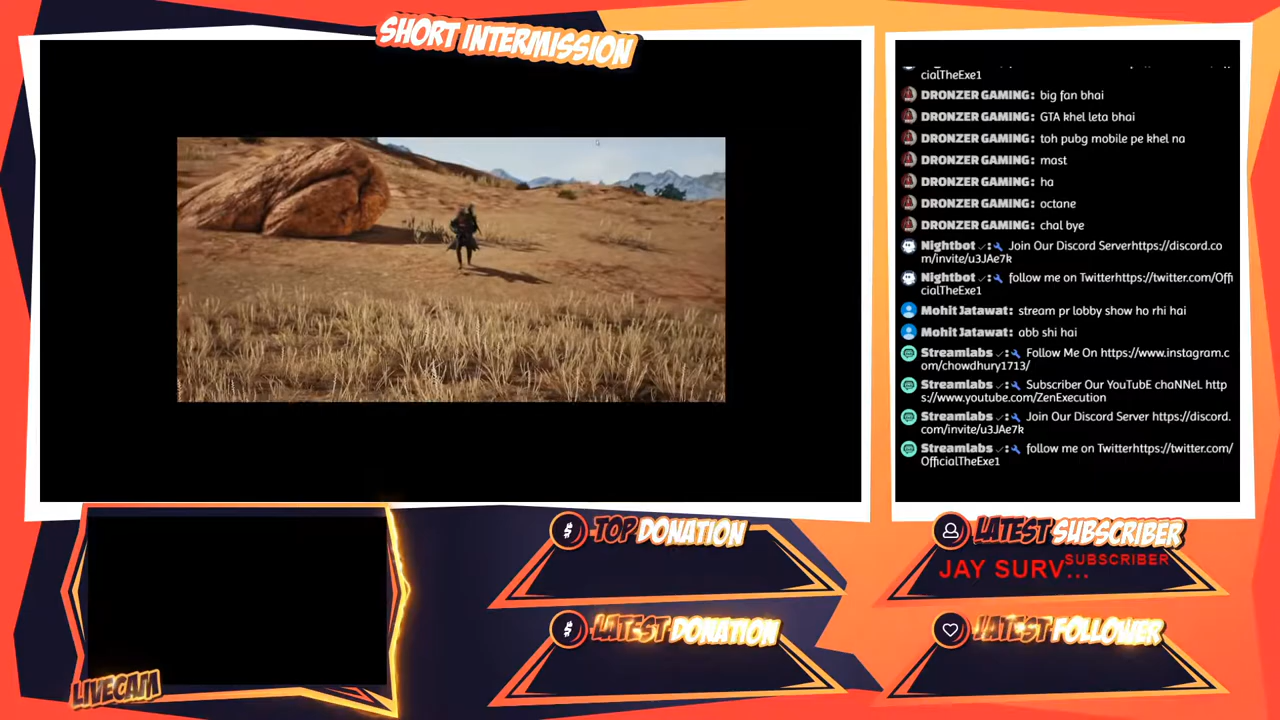 SHORT INTERMISSION
cialTheExe1
DRONZER GAMING: big fan bhai
DRONZER GAMING: GTA khel leta bhai
DRONZER GAMING: toh pubg mobile pe khel na
DRONZER GAMING: mast
DRONZER GAMING: ha
DRONZER GAMING: octane
DRONZER GAMING: chal bye
Nightbot : Join Our Discord Serverhttps://discord.co
m/invite/u3JAe7k
Nightbot : follow me on Twitterhttps://twitter.com/Offi
cialTheExe1
Mohit Jatawat: stream pr lobby show ho rhi hai
Mohit Jatawat: abb shi hai
Streamlabs : Follow Me On https://www.instagram.c
om/chowdhury1713/
Streamlabs : Subscriber Our YouTubE chaNNeL http
s://www.youtube.com/ZenExecution
Streamlabs : Join Our Discord Server https://discord.
com/invite/u3JAe7k
Streamlabs : follow me on Twitterhttps://twitter.com/
OfficialTheExe1
LIVECAM
TOP DONATION
LATEST DONATION
LATEST SUBSCRIBER
JAY SURV... SUBSCRIBER
LATEST FOLLOWER